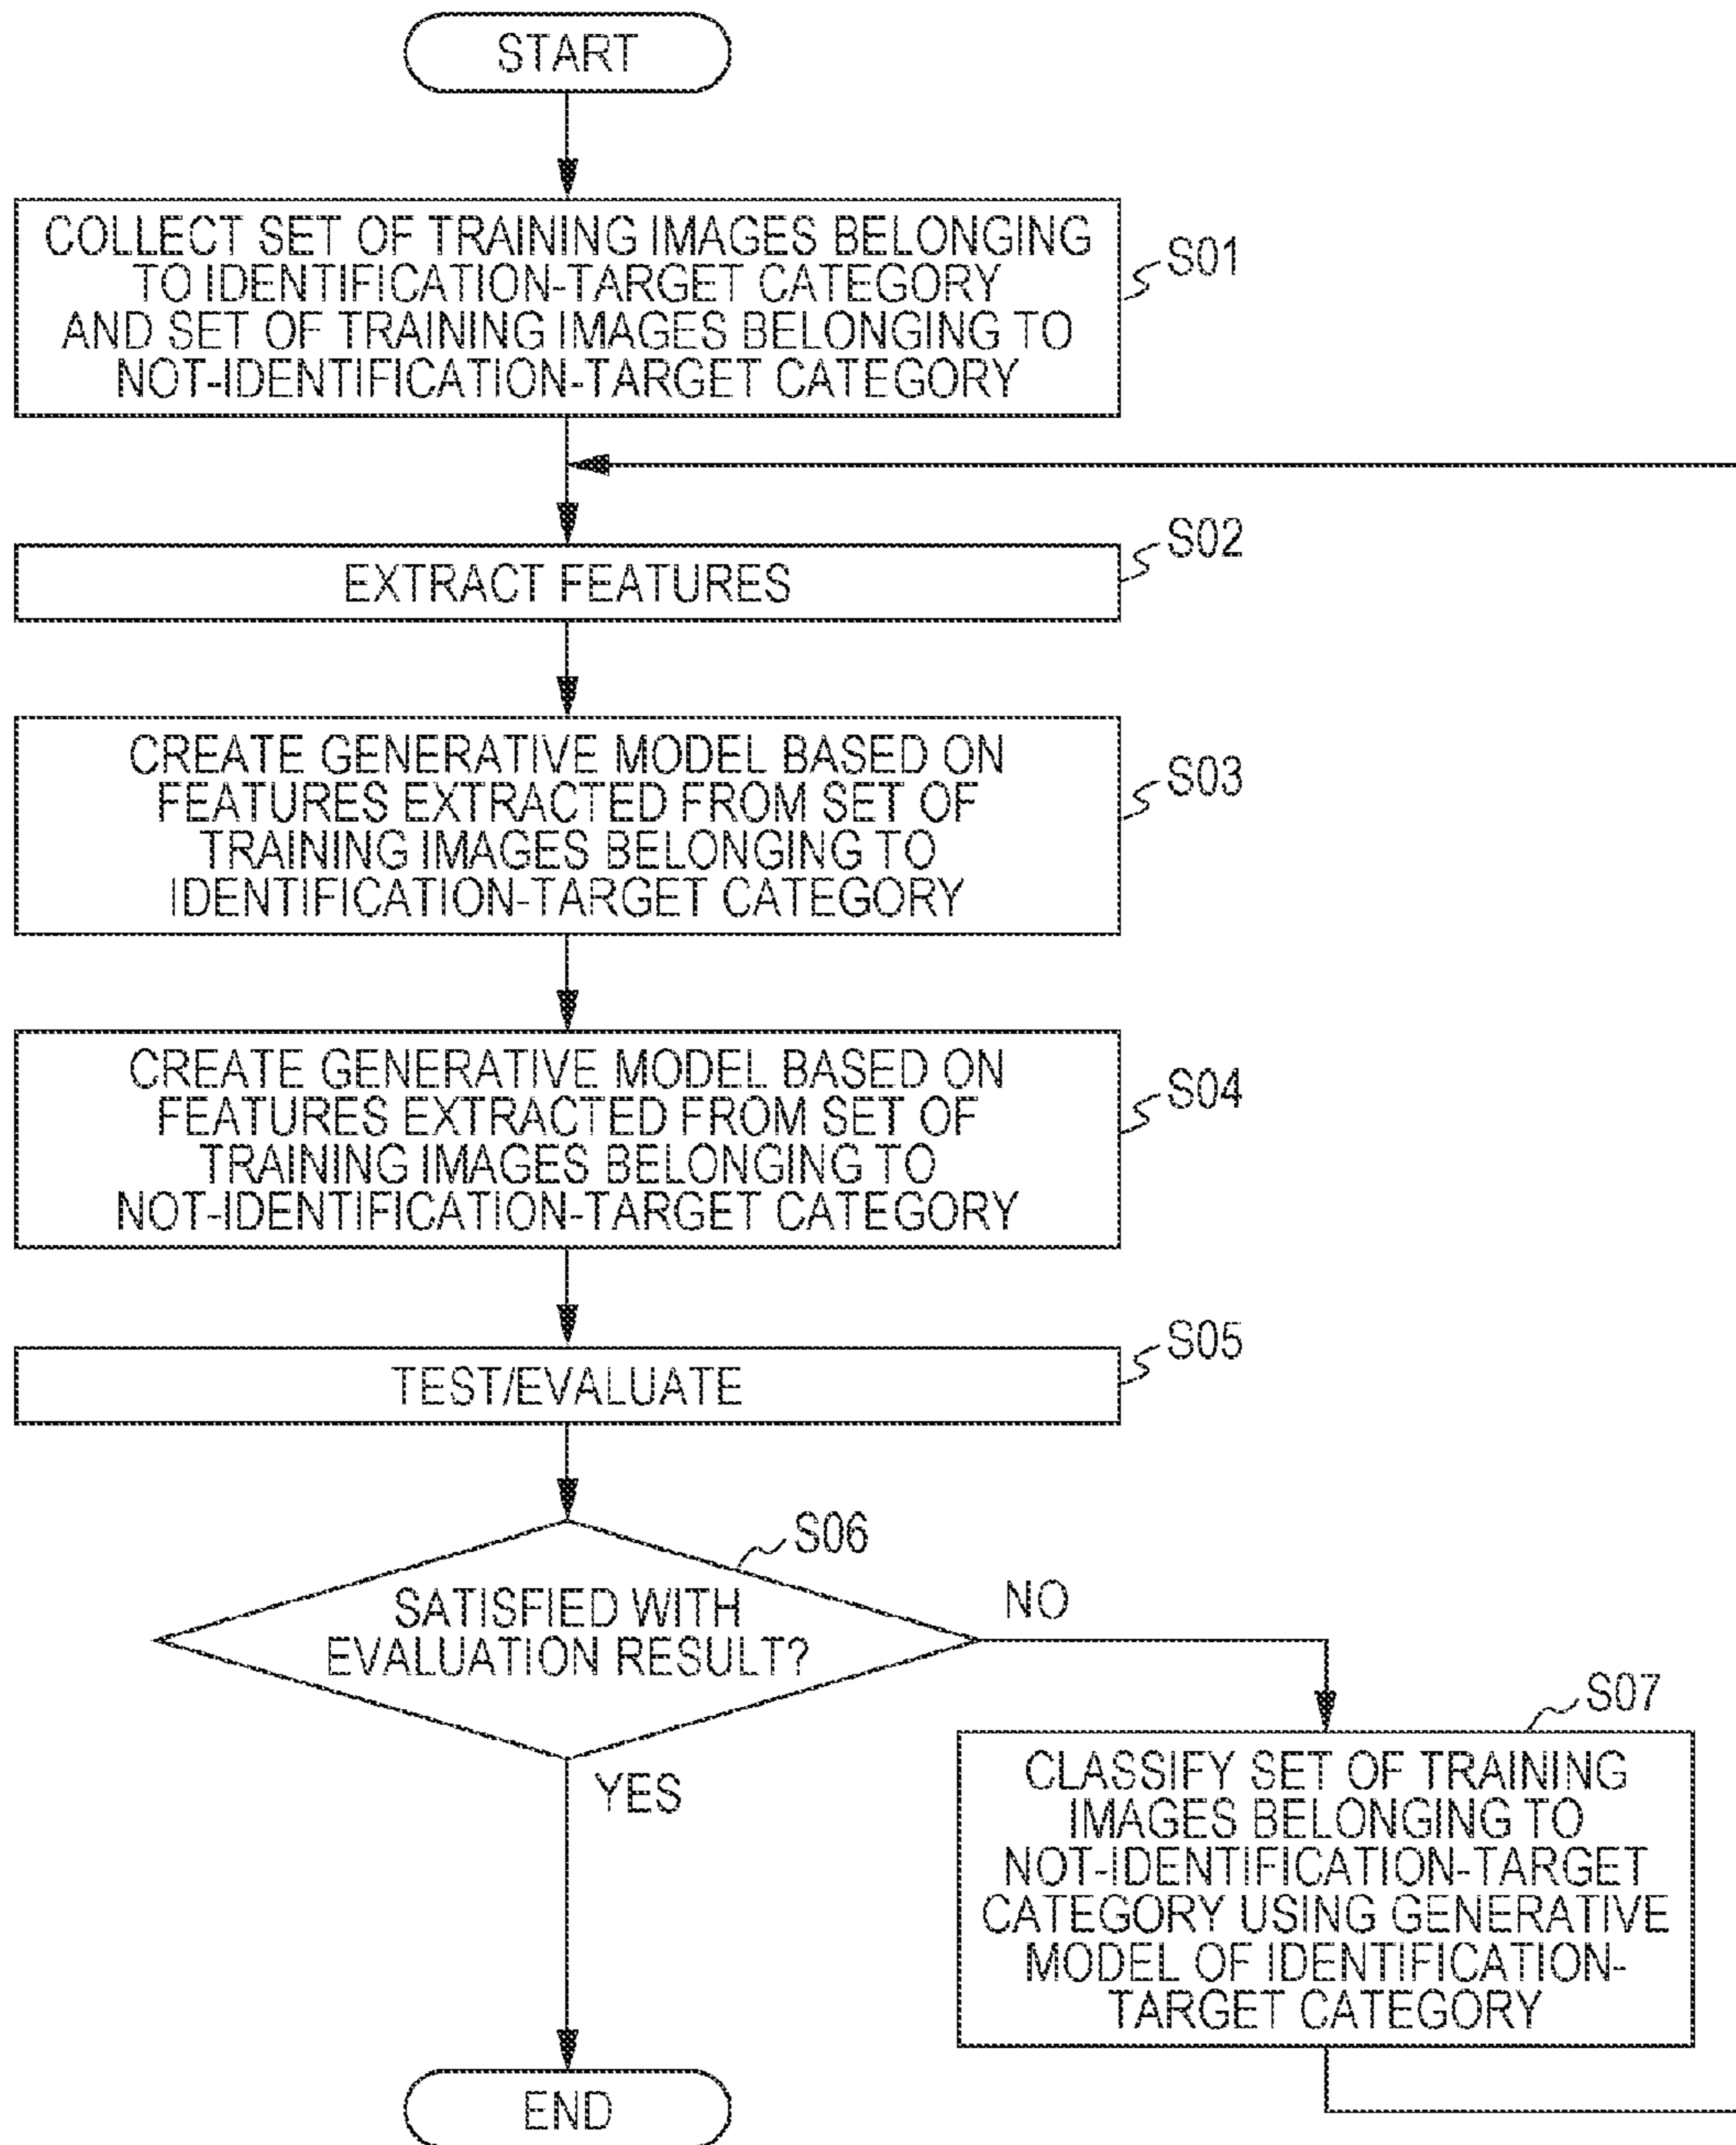 START
COLLECT SET OF TRAINING IMAGES BELONGING
TO IDENTIFICATION-TARGET CATEGORY
AND SET OF TRAINING IMAGES BELONGING TO
NOT-IDENTIFICATION-TARGET CATEGORY
S01
EXTRACT FEATURES
S02
CREATE GENERATIVE MODEL BASED ON
FEATURES EXTRACTED FROM SET OF
TRAINING IMAGES BELONGING TO
IDENTIFICATION-TARGET CATEGORY
S03
CREATE GENERATIVE MODEL BASED ON
FEATURES EXTRACTED FROM SET OF
TRAINING IMAGES BELONGING TO
NOT-IDENTIFICATION-TARGET CATEGORY
S04
TEST/EVALUATE
S05
S06
SATISFIED WITH
EVALUATION RESULT?
NO
YES
S07
CLASSIFY SET OF TRAINING
IMAGES BELONGING TO
NOT-IDENTIFICATION-TARGET
CATEGORY USING GENERATIVE
MODEL OF IDENTIFICATION-
TARGET CATEGORY
END